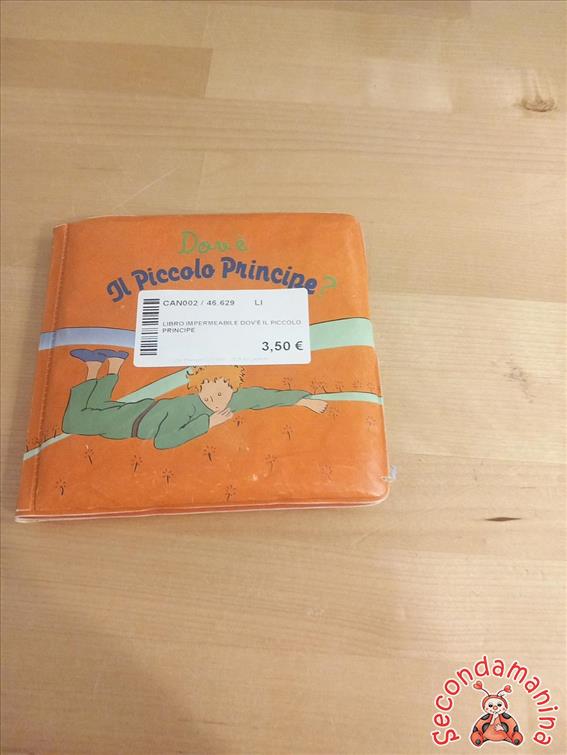 Dov'è
Il Piccolo Principe?
CAN002 / 46.629 LI
LIBRO IMPERMEABILE DOV'È IL PICCOLO
PRINCIPE
3,50 €
Secondamanina